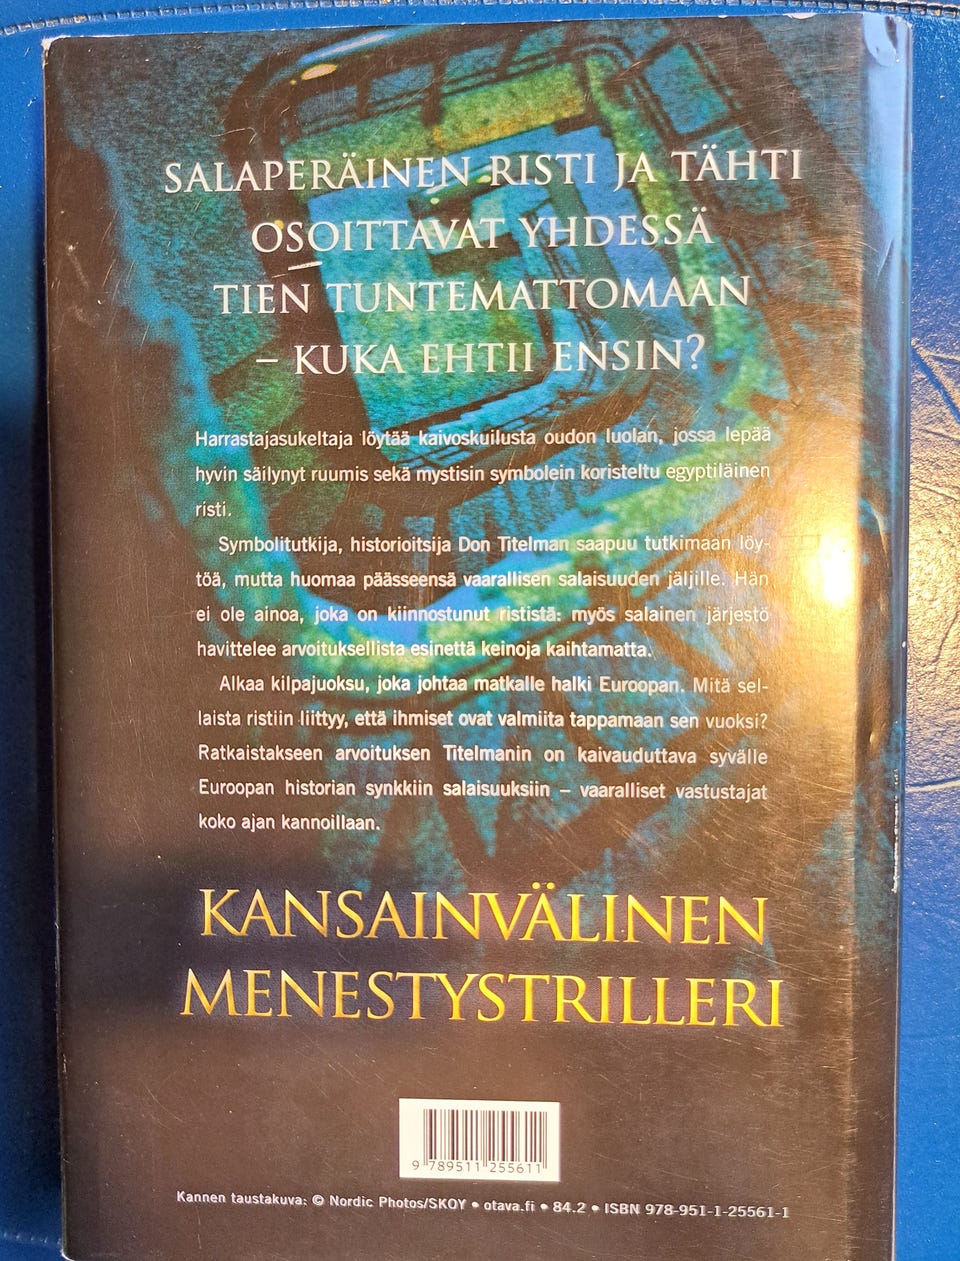 SALAPERÄINEN RISTI JA TÄHTI
OSOITTAVAT YHDESSÄ
TIEN TUNTEMATTOMAAN
– KUKA EHTII ENSIN?
Harrastajasukeltaja löytää kaivoskuilusta oudon luolan, jossa lepää
hyvin säilynyt ruumis sekä mystisin symbolein koristeltu egyptiläinen
risti.
Symbolitutkija, historioitsija Don Titelman saapuu tutkimaan löy-
töä, mutta huomaa päässeensä vaarallisen salaisuuden jäljille. Hän
ei ole ainoa, joka on kiinnostunut rististä: myös salainen järjestö
havittelee arvoituksellista esinettä keinoja kaihtamatta.
Alkaa kilpajuoksu, joka johtaa matkalle halki Euroopan. Mitä sel-
laista ristiin liittyy, että ihmiset ovat valmiita tappamaan sen vuoksi?
Ratkaistakseen arvoituksen Titelmanin on kaivauduttava syvälle
Euroopan historian synkkiin salaisuuksiin – vaaralliset vastustajat
koko ajan kannoillaan.
KANSAINVÄLINEN
MENESTYSTRILLERI
9 789511 255611
Kannen taustakuva: © Nordic Photos/SKOY • otava.fi • 84.2 • ISBN 978-951-1-25561-1